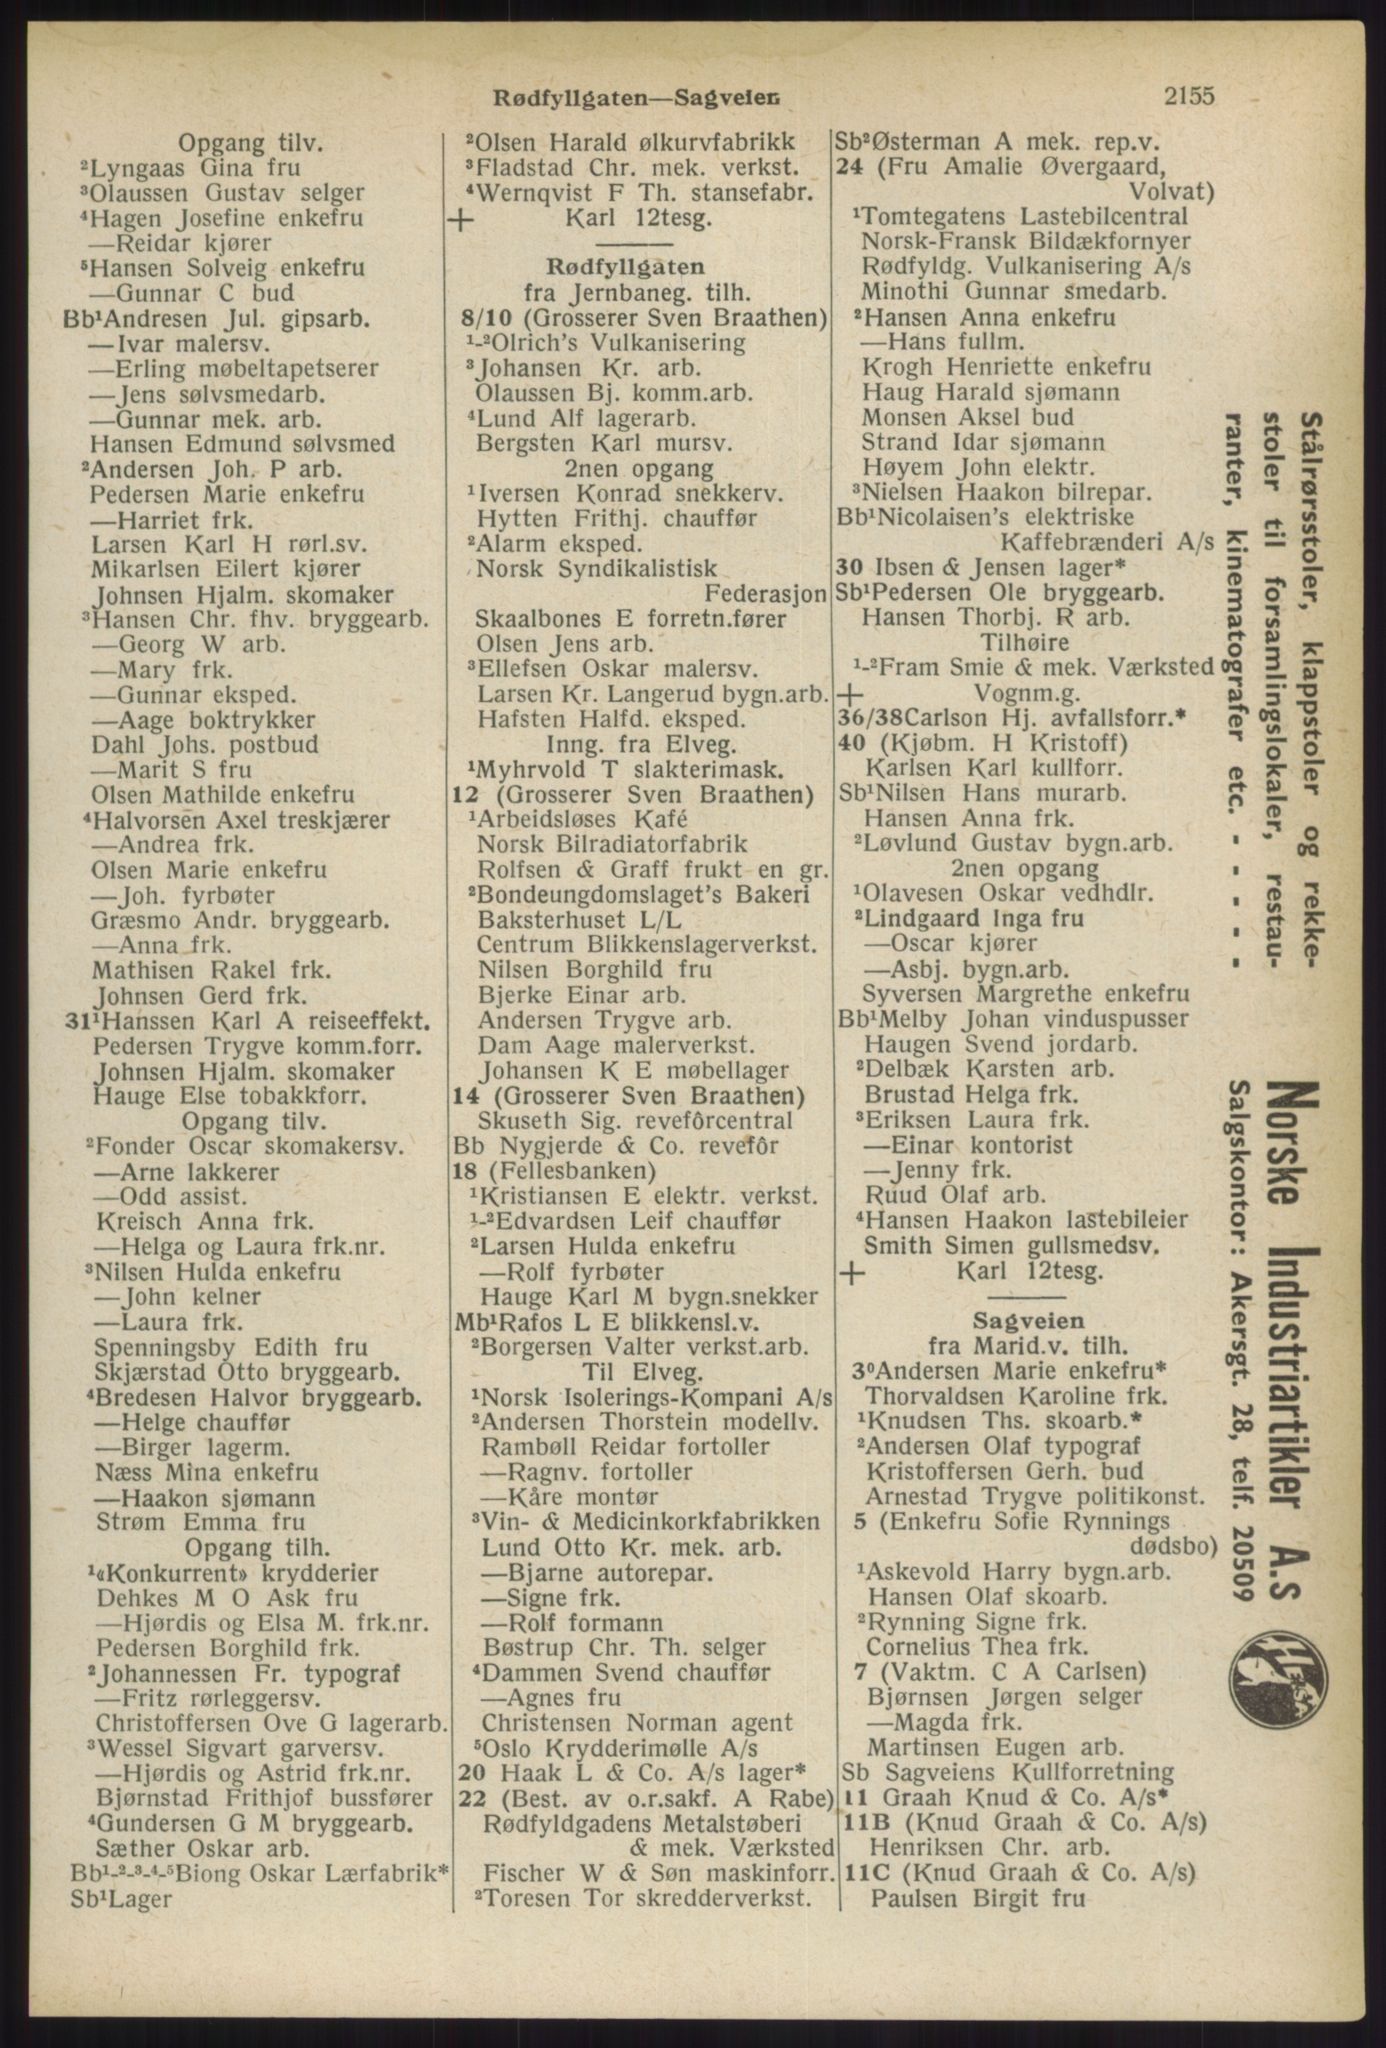 Rødfyllgaten—Sagveien
2155
Opgang tilv.
²Lyngaas Gina fru
³Olaussen Gustav selger
⁴Hagen Josefine enkefru
—Reidar kjører
⁵Hansen Solveig enkefru
—Gunnar C bud
Bb¹Andresen Jul. gipsarb.
—Ivar malersv.
—Erling møbeltapetserer
—Jens sølvsmedarb.
—Gunnar mek. arb.
Hansen Edmund sølvsmed
²Andersen Joh. P arb.
Pedersen Marie enkefru
—Harriet frk.
Larsen Karl H rørl.sv.
Mikarlsen Eilert kjører
Johnsen Hjalm. skomaker
³Hansen Chr. fhv. bryggearb.
—Georg W arb.
—Mary frk.
—Gunnar eksped.
—Aage boktrykker
Dahl Johs. postbud
—Marit S fru
Olsen Mathilde enkefru
⁴Halvorsen Axel treskjærer
—Andrea frk.
Olsen Marie enkefru
—Joh. fyrbøter
Græsmo Andr. bryggearb.
—Anna frk.
Mathisen Rakel frk.
Johnsen Gerd frk.
31¹Hanssen Karl A reiseeffekt.
Pedersen Trygve komm.forr.
Johnsen Hjalm. skomaker
Hauge Else tobakkforr.
Opgang tilv.
²Fonder Oscar skomakersv.
—Arne lakkerer
—Odd assist.
Kreisch Anna frk.
—Helga og Laura frk.nr.
³Nilsen Hulda enkefru
—John kelner
—Laura frk.
Spenningsby Edith fru
Skjærstad Otto bryggearb.
⁴Bredesen Halvor bryggearb.
—Helge chauffør
—Birger lagerm.
Næss Mina enkefru
—Haakon sjømann
Strøm Emma fru
Opgang tilh.
¹«Konkurrent» krydderier
Dehkes M O Ask fru
—Hjørdis og Elsa M. frk.nr.
Pedersen Borghild frk.
²Johannessen Fr. typograf
—Fritz rørleggersv.
Christoffersen Ove G lagerarb.
³Wessel Sigvart garversv.
—Hjørdis og Astrid frk.nr.
Bjørnstad Frithjof bussfører
⁴Gundersen G M bryggearb.
Sæther Oskar arb.
Bb¹-²-³-⁴-⁵Biong Oskar Lærfabrik*
Sb¹Lager
²Olsen Harald ølkurvfabrikk
³Fladstad Chr. mek. verkst.
⁴Wernqvist F Th. stansefabr.
+ Karl 12tesg.
Rødfyllgaten
fra Jernbaneg. tilh.
8/10 (Grosserer Sven Braathen)
¹-²Olrich's Vulkanisering
³Johansen Kr. arb.
Olaussen Bj. komm.arb.
⁴Lund Alf lagerarb.
Bergsten Karl mursv.
2nen opgang
¹Iversen Konrad snekkerv.
Hytten Frithj. chauffør
²Alarm eksped.
Norsk Syndikalistisk
Federasjon
Skaalbones E forretn.fører
Olsen Jens arb.
³Ellefsen Oskar malersv.
Larsen Kr. Langerud bygn.arb.
Hafsten Halfd. eksped.
Inng. fra Elveg.
¹Myhrvold T slakterimask.
12 (Grosserer Sven Braathen)
¹Arbeidsløses Kafé
Norsk Bilradiatorfabrik
Rolfsen & Graff frukt en gr.
²Bondeungdomslaget's Bakeri
Baksterhuset L/L
Centrum Blikkenslagerverkst.
Nilsen Borghild fru
Bjerke Einar arb.
Andersen Trygve arb.
Dam Aage malerverkst.
Johansen K E møbellager
14 (Grosserer Sven Braathen)
Skuseth Sig. revefôrcentral
Bb Nygjerde & Co. revefôr
18 (Fellesbanken)
¹Kristiansen E elektr. verkst.
¹-²Edvardsen Leif chauffør
²Larsen Hulda enkefru
—Rolf fyrbøter
Hauge Karl M bygn.snekker
Mb¹Rafos L E blikkensl.v.
²Borgersen Valter verkst.arb.
Til Elveg.
¹Norsk Isolerings-Kompani A/s
²Andersen Thorstein modellv.
Rambøll Reidar fortoller
—Ragnv. fortoller
—Kåre montør
³Vin- & Medicinkorkfabrikken
Lund Otto Kr. mek. arb.
—Bjarne autorepar.
—Signe frk.
—Rolf formann
Bøstrup Chr. Th. selger
⁴Dammen Svend chauffør
—Agnes fru
Christensen Norman agent
⁵Oslo Krydderimølle A/s
20 Haak L & Co. A/s lager*
22 (Best. av o.r.sakf. A Rabe)
Rødfyldgadens Metalstøberi
& mek. Værksted
Fischer W & Søn maskinforr.
²Toresen Tor skredderverkst.
Sb²Østerman A mek. rep.v.
24 (Fru Amalie Øvergaard,
Volvat)
¹Tomtegatens Lastebilcentral
Norsk-Fransk Bildækfornyer
Rødfyldg. Vulkanisering A/s
Minothi Gunnar smedarb.
²Hansen Anna enkefru
—Hans fullm.
Krogh Henriette enkefru
Haug Harald sjømann
Monsen Aksel bud
Strand Idar sjømann
Høyem John elektr.
³Nielsen Haakon bilrepar.
Bb¹Nicolaisen's elektriske
Kaffebrænderi A/s
30 Ibsen & Jensen lager*
Sb¹Pedersen Ole bryggearb.
Hansen Thorbj. R arb.
Tilhøire
¹-²Fram Smie & mek. Værksted
+ Vognm.g.
36/38Carlson Hj. avfallsforr.*
40 (Kjøbm. H Kristoff)
Karlsen Karl kullforr.
Sb¹Nilsen Hans murarb.
Hansen Anna frk.
²Løvlund Gustav bygn.arb.
2nen opgang
¹Olavesen Oskar vedhdlr.
²Lindgaard Inga fru
—Oscar kjører
—Asbj. bygn.arb.
Syversen Margrethe enkefru
Bb¹Melby Johan vinduspusser
Haugen Svend jordarb.
²Delbæk Karsten arb.
Brustad Helga frk.
³Eriksen Laura frk.
—Einar kontorist
—Jenny frk.
Ruud Olaf arb.
⁴Hansen Haakon lastebileier
Smith Simen gullsmedsv.
+ Karl 12tesg.
Sagveien
fra Marid.v. tilh.
3⁰Andersen Marie enkefru*
Thorvaldsen Karoline frk.
¹Knudsen Ths. skoarb.*
²Andersen Olaf typograf
Kristoffersen Gerh. bud
Arnestad Trygve politikonst.
5 (Enkefru Sofie Rynnings
dødsbo)
¹Askevold Harry bygn.arb.
Hansen Olaf skoarb.
²Rynning Signe frk.
Cornelius Thea frk.
7 (Vaktm. C A Carlsen)
Bjørnsen Jørgen selger
—Magda frk.
Martinsen Eugen arb.
Sb Sagveiens Kullforretning
11 Graah Knud & Co. A/s*
11B (Knud Graah & Co. A/s)
Henriksen Chr. arb.
11C (Knud Graah & Co. A/s)
Paulsen Birgit fru
Stålrørsstoler, klappstoler og rekke-
stoler til forsamlingslokaler, restau-
ranter, kinematografer etc. - - - -
Norske Industriartikler A.s
Salgskontor: Akersgt. 28, telf. 20509